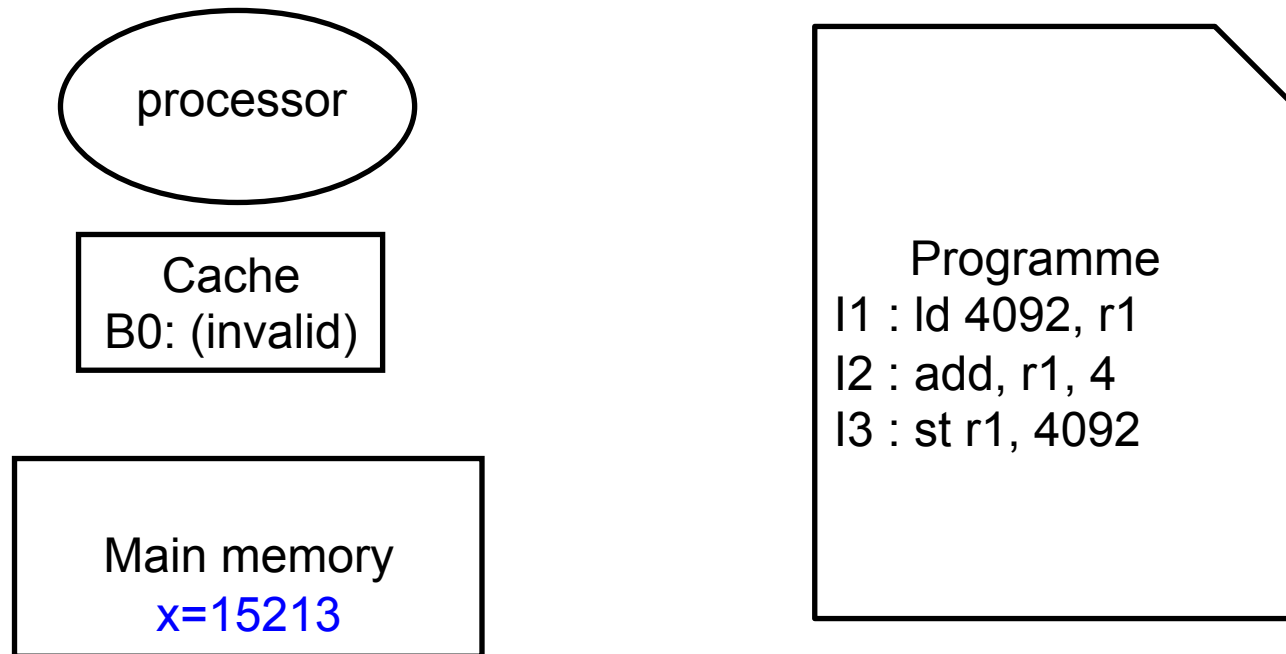 processor
Cache
B0: (invalid)
Main memory
x=15213
Programme
I1 : ld 4092, r1
I2 : add, r1, 4
I3 : st r1, 4092